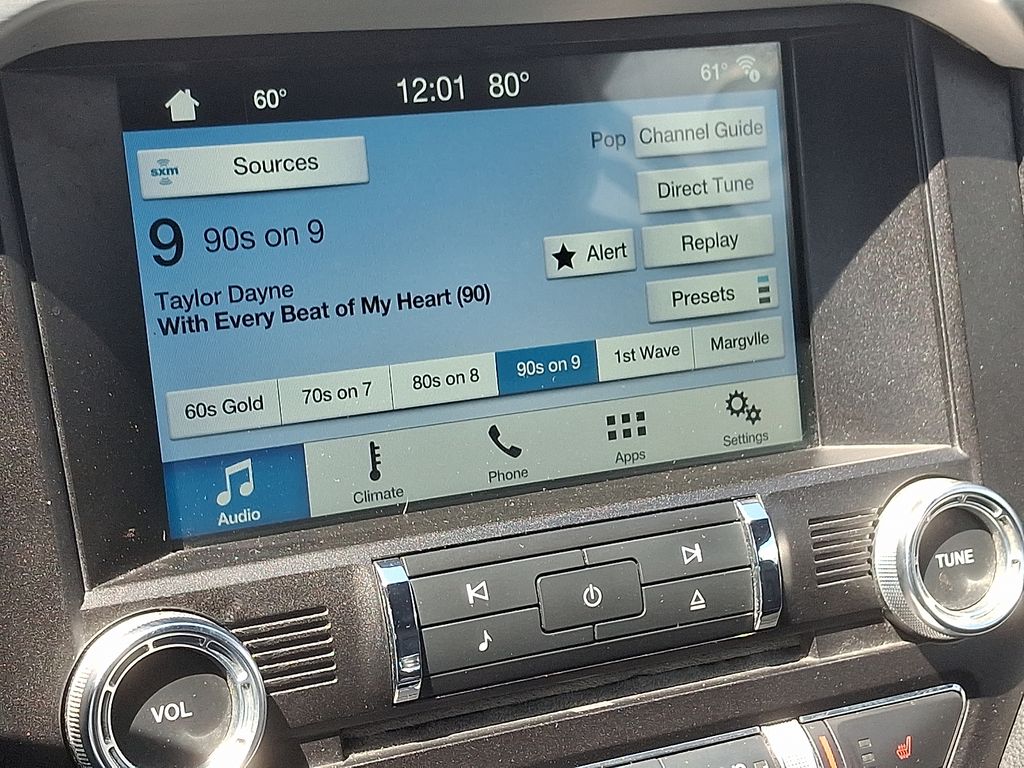 60°
12:01 80°
61°
sxm Sources
Pop Channel Guide
Direct Tune
9 90s on 9
Alert
Replay
Taylor Dayne
With Every Beat of My Heart (90)
Presets
60s Gold 70s on 7 80s on 8 90s on 9 1st Wave Margvlle
Audio Climate Phone Apps Settings
VOL
TUNE